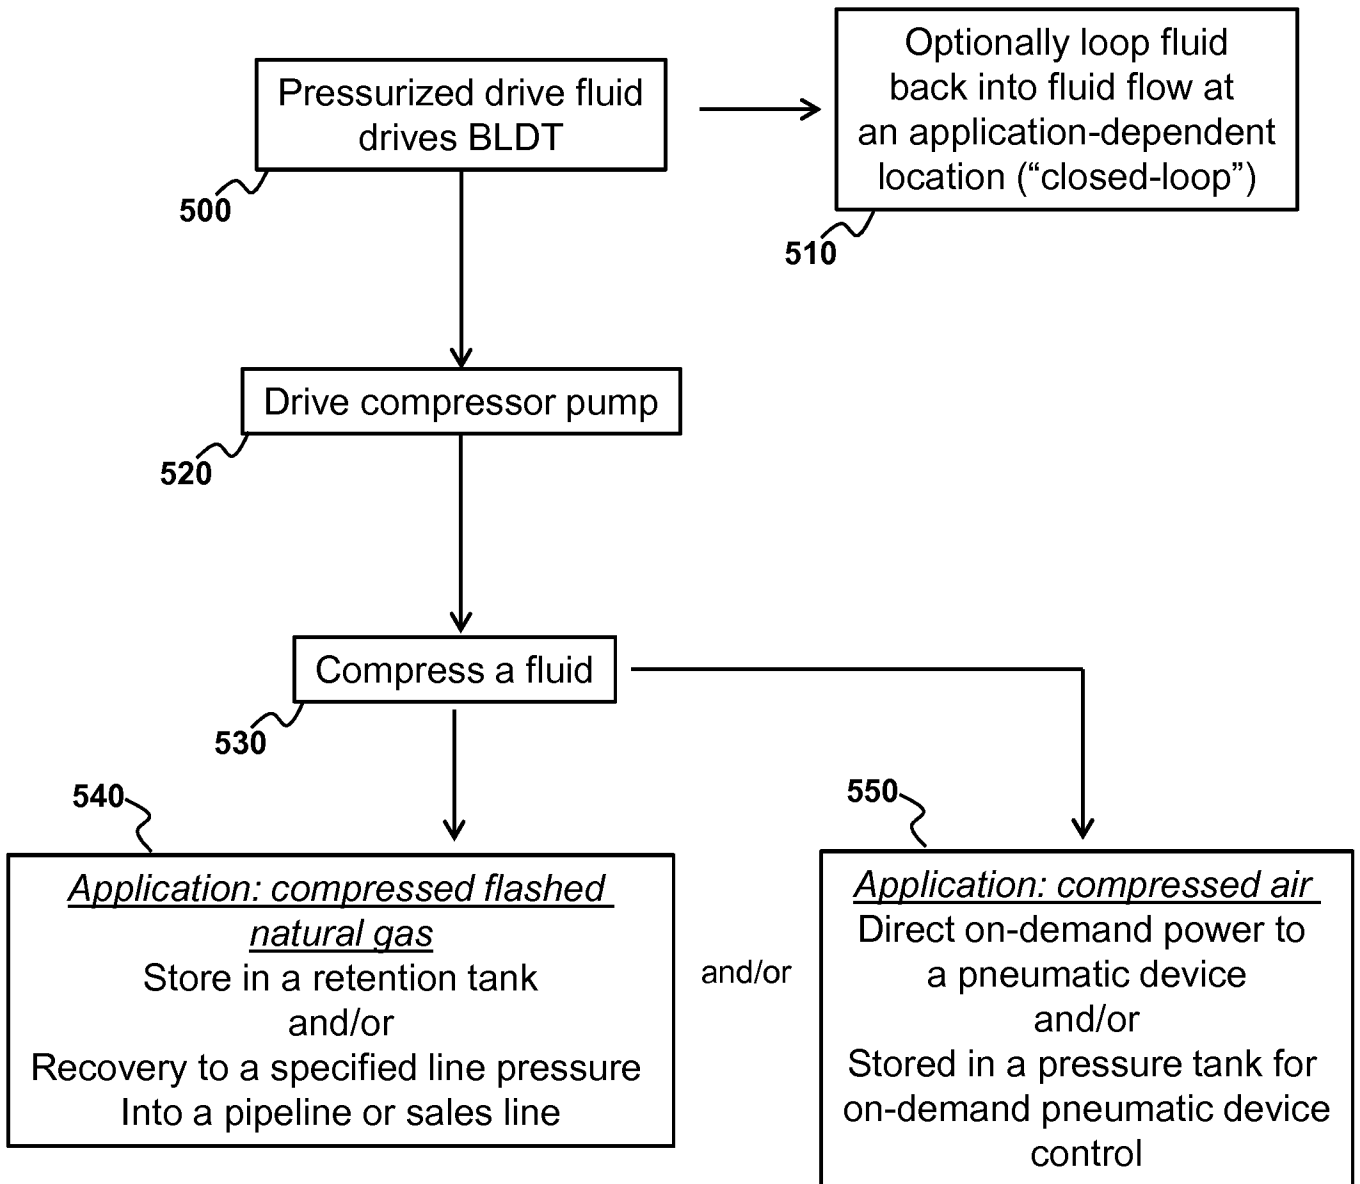 Pressurized drive fluid
drives BLDT
500
Optionally loop fluid
back into fluid flow at
an application-dependent
location (“closed-loop”)
510
Drive compressor pump
520
Compress a fluid
530
540
Application: compressed flashed
natural gas
Store in a retention tank
and/or
Recovery to a specified line pressure
Into a pipeline or sales line
and/or
550
Application: compressed air
Direct on-demand power to
a pneumatic device
and/or
Stored in a pressure tank for
on-demand pneumatic device
control